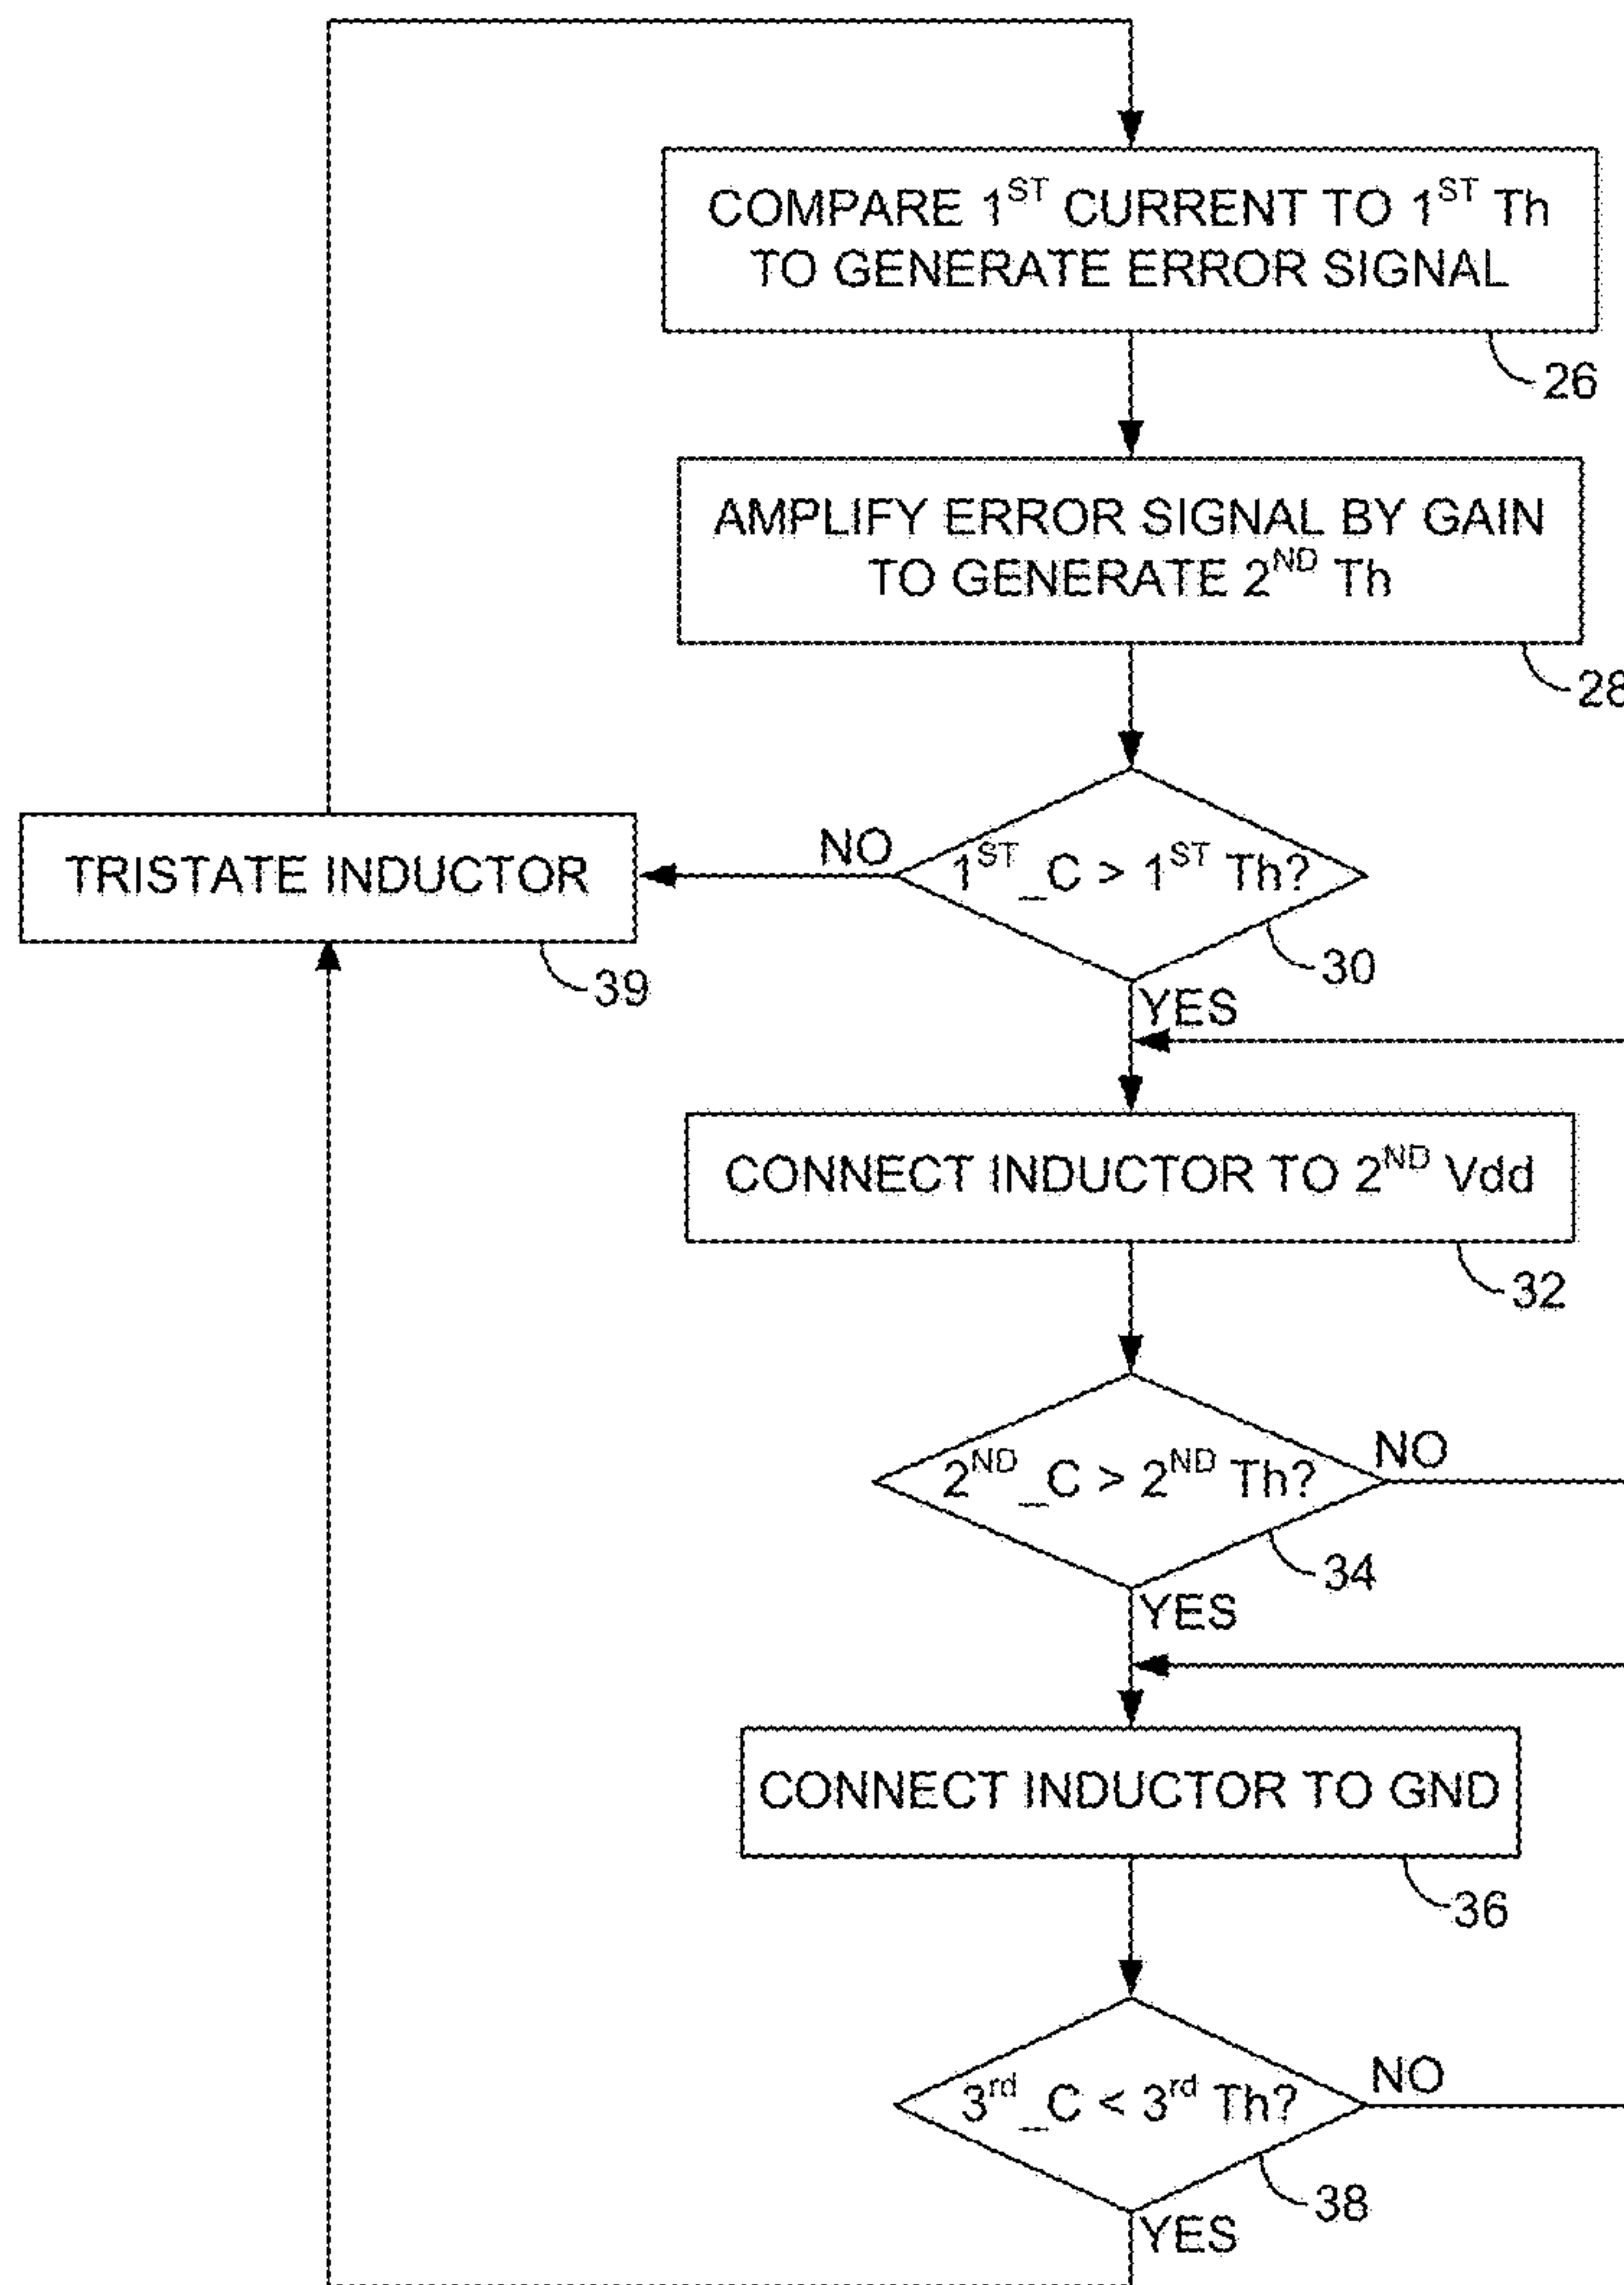 COMPARE 1ST CURRENT TO 1ST Th
TO GENERATE ERROR SIGNAL
26
AMPLIFY ERROR SIGNAL BY GAIN
TO GENERATE 2ND Th
28
TRISTATE INDUCTOR
39
NO
1ST_C > 1ST Th?
30
YES
CONNECT INDUCTOR TO 2ND Vdd
32
2ND_C > 2ND Th?
NO
34
YES
CONNECT INDUCTOR TO GND
36
3rd_C < 3rd Th?
NO
38
YES